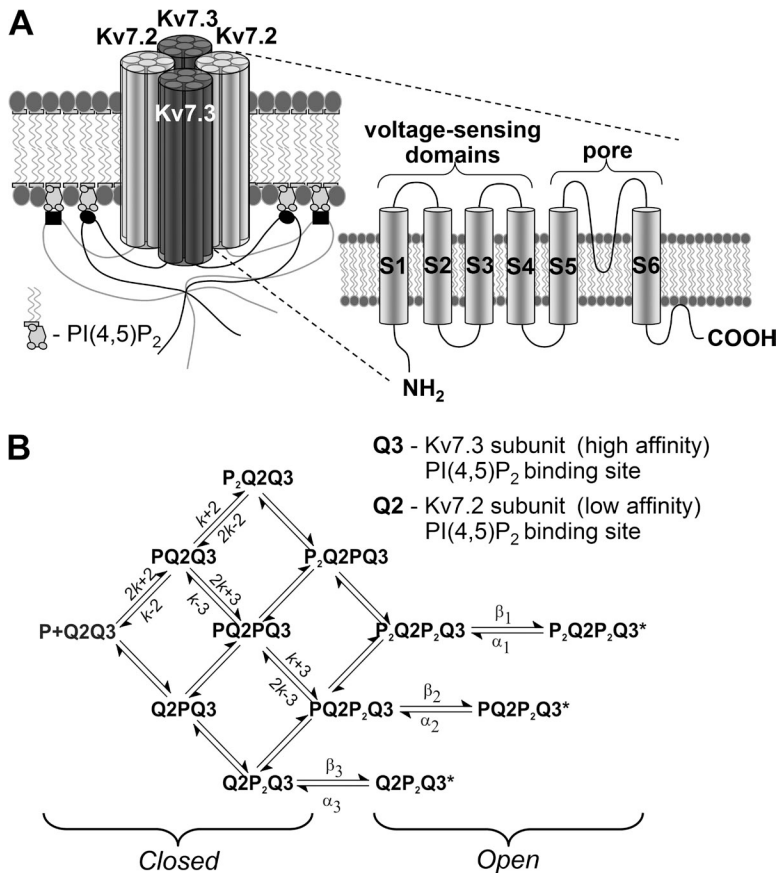 A
Kv7.3
Kv7.2 Kv7.2
Kv7.3
voltage-sensing
domains
pore
S1 S2 S3 S4 S5 S6
- PI(4,5)P₂
COOH
NH₂
B
Q3 - Kv7.3 subunit (high affinity)
PI(4,5)P₂ binding site
Q2 - Kv7.2 subunit (low affinity)
PI(4,5)P₂ binding site
P₂Q2Q3
k+2
2k-2
PQ2Q3
P₂Q2PQ3
2k+2
k-2
2k+3
k-3
P+Q2Q3
PQ2PQ3
P₂Q2P₂Q3
β₁
α₁
P₂Q2P₂Q3*
k+3
2k-3
Q2PQ3
PQ2P₂Q3
β₂
α₂
PQ2P₂Q3*
Q2P₂Q3
β₃
α₃
Q2P₂Q3*
Closed
Open